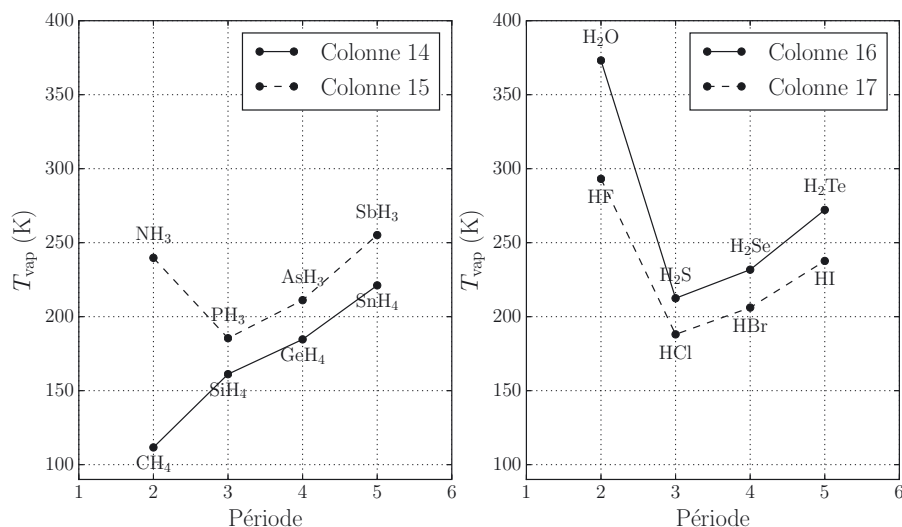 400
350
300
250
200
150
100
T_vap (K)
1 2 3 4 5 6
Période
Colonne 14
Colonne 15
NH₃
PH₃
AsH₃
SbH₃
CH₄
SiH₄
GeH₄
SnH₄
400
350
300
250
200
150
100
T_vap (K)
1 2 3 4 5 6
Période
Colonne 16
Colonne 17
H₂O
H₂S
H₂Se
H₂Te
HF
HCl
HBr
HI